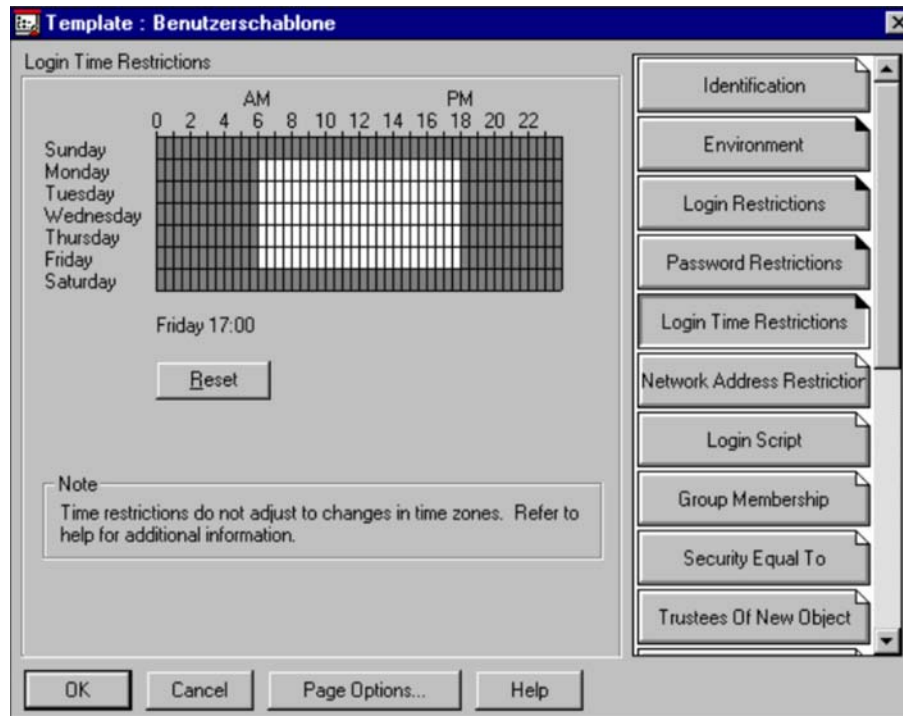 Template : Benutzerschablone
Login Time Restrictions
AM PM
0 2 4 6 8 10 12 14 16 18 20 22
Sunday
Monday
Tuesday
Wednesday
Thursday
Friday
Saturday
Friday 17:00
Reset
Note
Time restrictions do not adjust to changes in time zones. Refer to
help for additional information.
Identification
Environment
Login Restrictions
Password Restrictions
Login Time Restrictions
Network Address Restriction
Login Script
Group Membership
Security Equal To
Trustees Of New Object
OK Cancel Page Options... Help